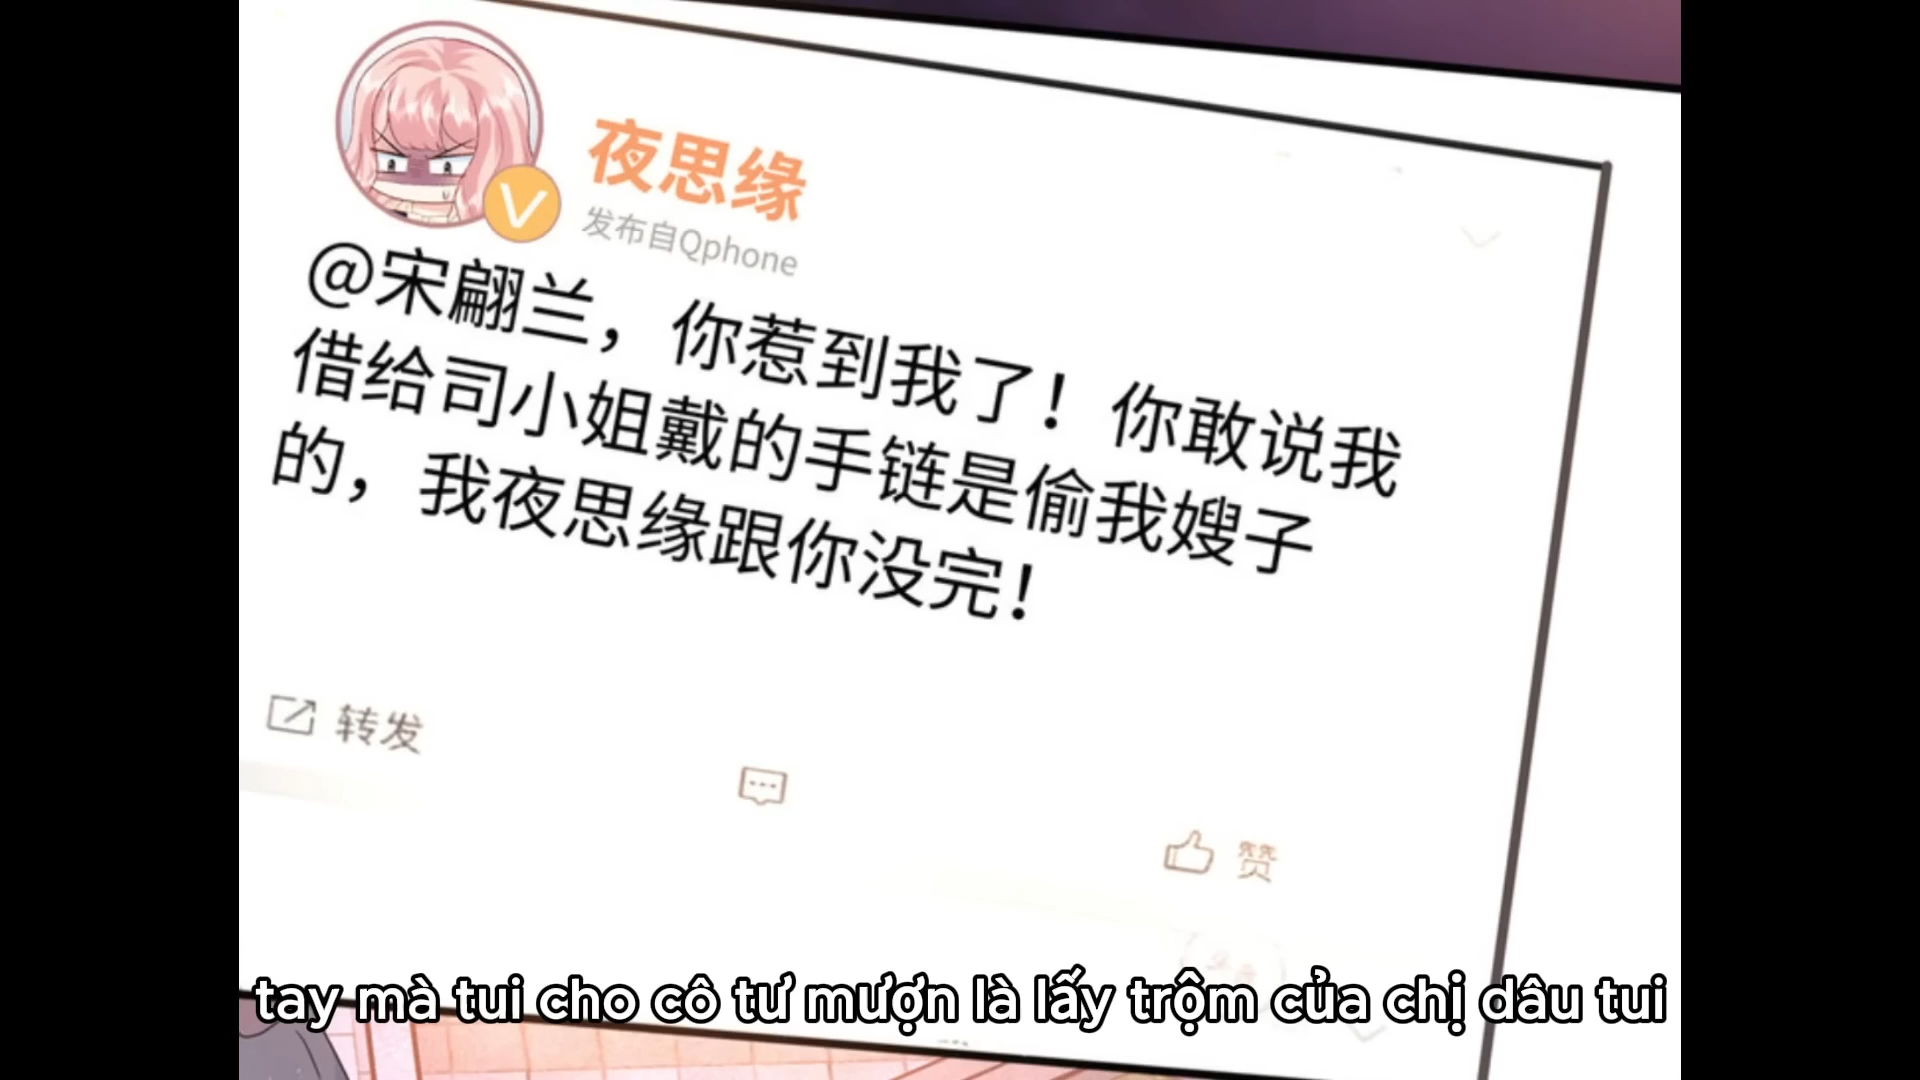 夜思缘
发布自Qphone
@宋翩兰，你惹到我了！你敢说我
借给司小姐戴的手链是偷我嫂子
的，我夜思缘跟你没完！
转发
赞
tay mà tui cho cô tư mượn là lấy trộm của chị dâu tui